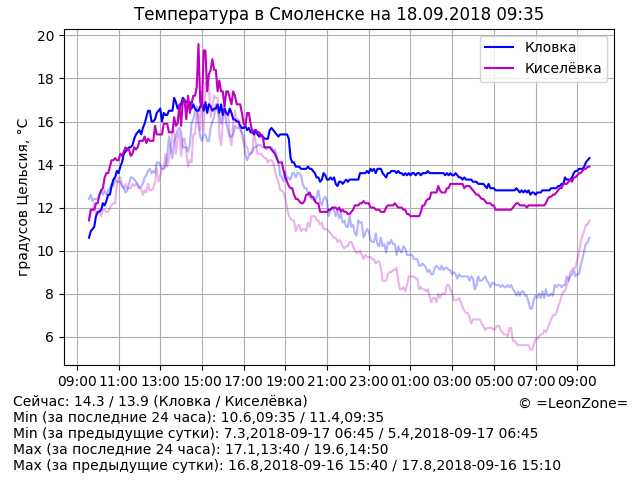 Температура в Смоленске на 18.09.2018 09:35
градусов Цельсия, °C
20
18
16
14
12
10
8
6
Кловка
Киселёвка
09:00 11:00 13:00 15:00 17:00 19:00 21:00 23:00 01:00 03:00 05:00 07:00 09:00
Сейчас: 14.3 / 13.9 (Кловка / Киселёвка)
© =LeonZone=
Min (за последние 24 часа): 10.6,09:35 / 11.4,09:35
Min (за предыдущие сутки): 7.3,2018-09-17 06:45 / 5.4,2018-09-17 06:45
Max (за последние 24 часа): 17.1,13:40 / 19.6,14:50
Max (за предыдущие сутки): 16.8,2018-09-16 15:40 / 17.8,2018-09-16 15:10